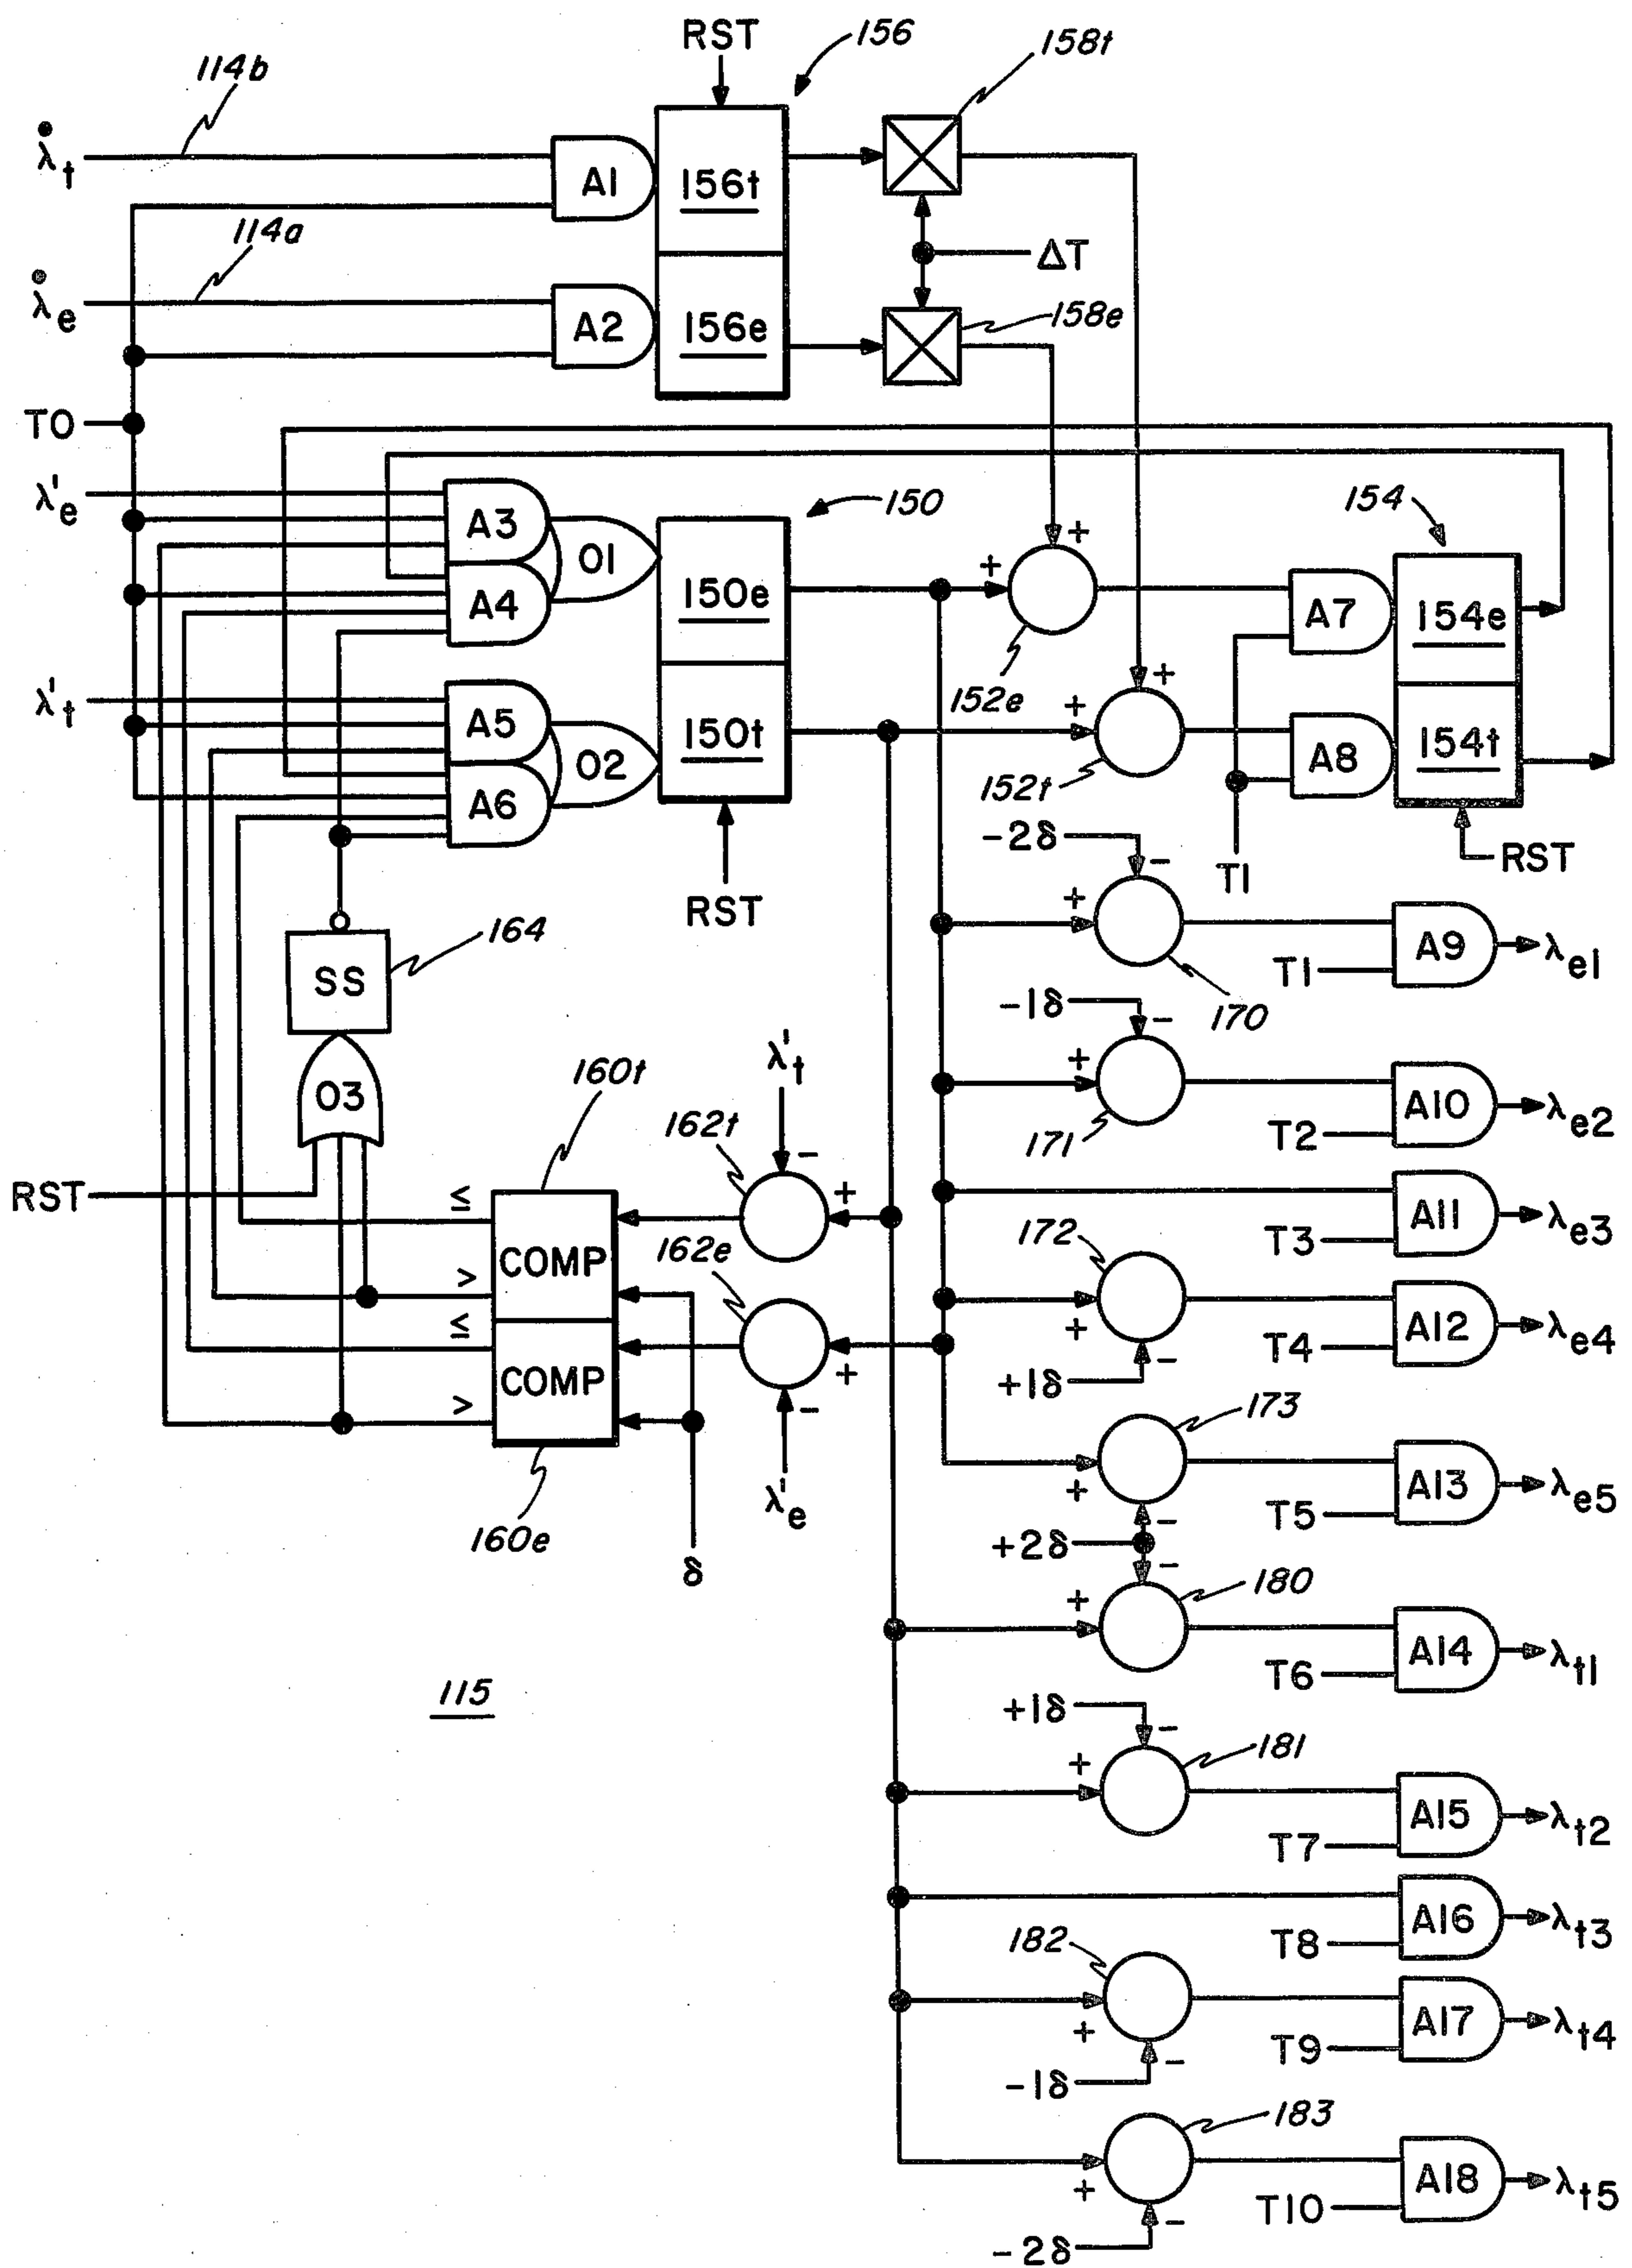 RST
156
158t
114b
λ̇t
A1
156t
114a
ΔT
λ̇e
A2
156e
158e
T0
λ'e
A3
O1
150
154
+
+
150e
A4
A7
154e
152e
λ't
A5
O2
150t
+
+
A8
154t
A6
152t
-2δ
T1
RST
RST
-
+
164
A9
λe1
SS
T1
-1δ
-
170
+
λ't
160t
O3
162t
A10
λe2
171
T2
-
RST
≤
+
A11
λe3
COMP
162e
172
T3
>
≤
+
A12
λe4
COMP
+
T4
-
+1δ
>
-
173
A13
λe5
+
λ'e
T5
160e
-
+2δ
δ
-
+
180
A14
λt1
T6
115
+1δ
-
181
+
A15
λt2
T7
A16
λt3
182
T8
+
A17
λt4
T9
-
-1δ
183
+
A18
λt5
T10
-
-2δ